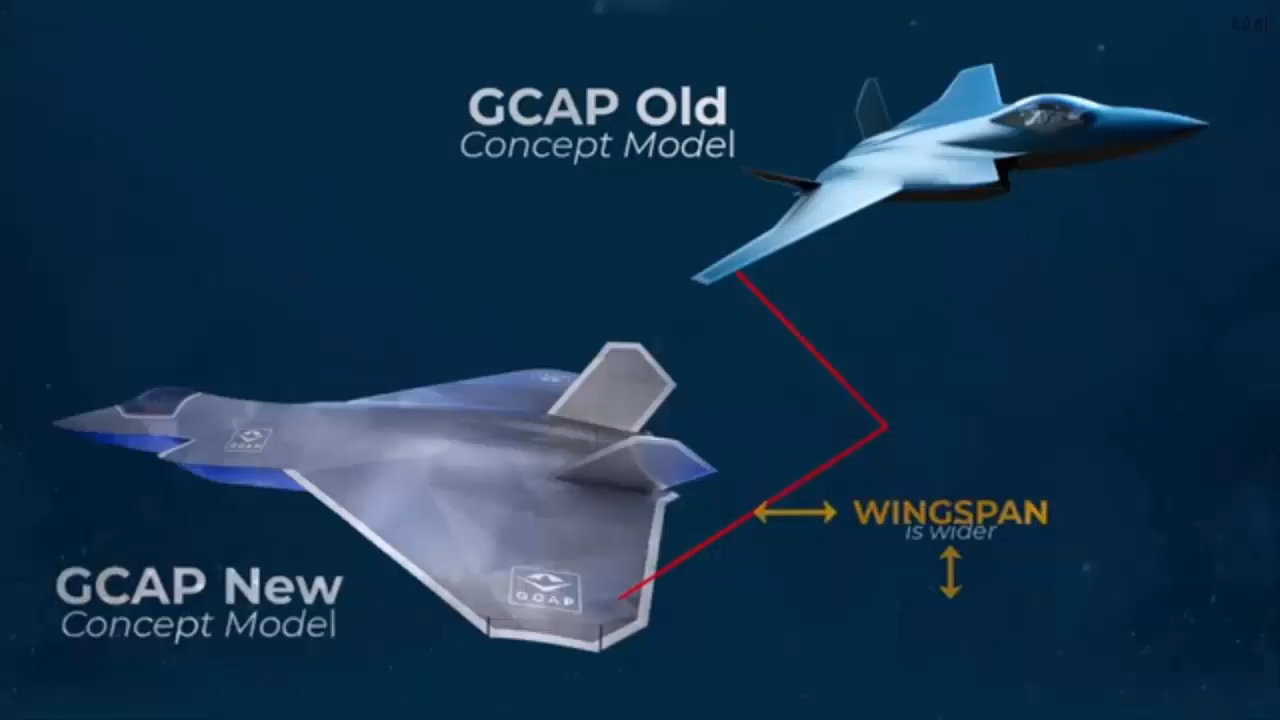 GCAP Old
Concept Model
GCAP
GCAP
WINGSPAN
is wider
GCAP New
Concept Model